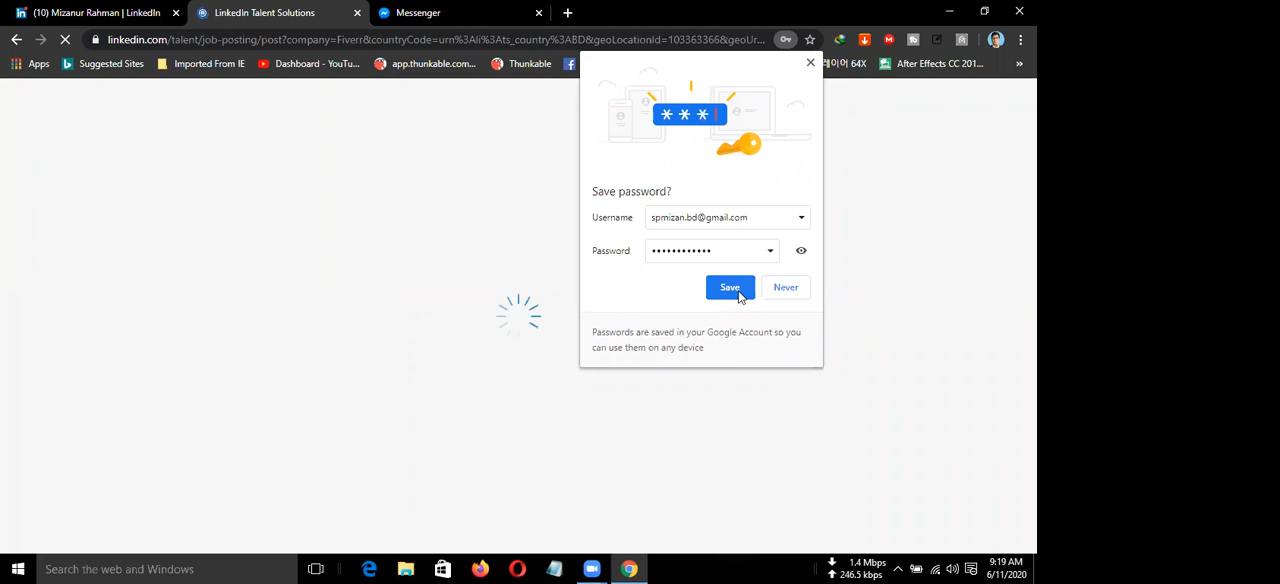 (10) Mizanur Rahman | LinkedIn
LinkedIn Talent Solutions
Messenger
linkedin.com/talent/job-posting/post?company=Fiverr&countryCode=urn%3Ali%3Ats_country%3ABD&geoLocationId=103363366&geoUr...
Apps
Suggested Sites
Imported From IE
Dashboard - YouTu...
app.thunkable.com...
Thunkable
레이어 64X
After Effects CC 201...
»
***
Save password?
Username
spmizan.bd@gmail.com
Password
••••••••••••
Save
Never
Passwords are saved in your Google Account so you
can use them on any device
Search the web and Windows
1.4 Mbps
246.5 kbps
9:19 AM
6/11/2020